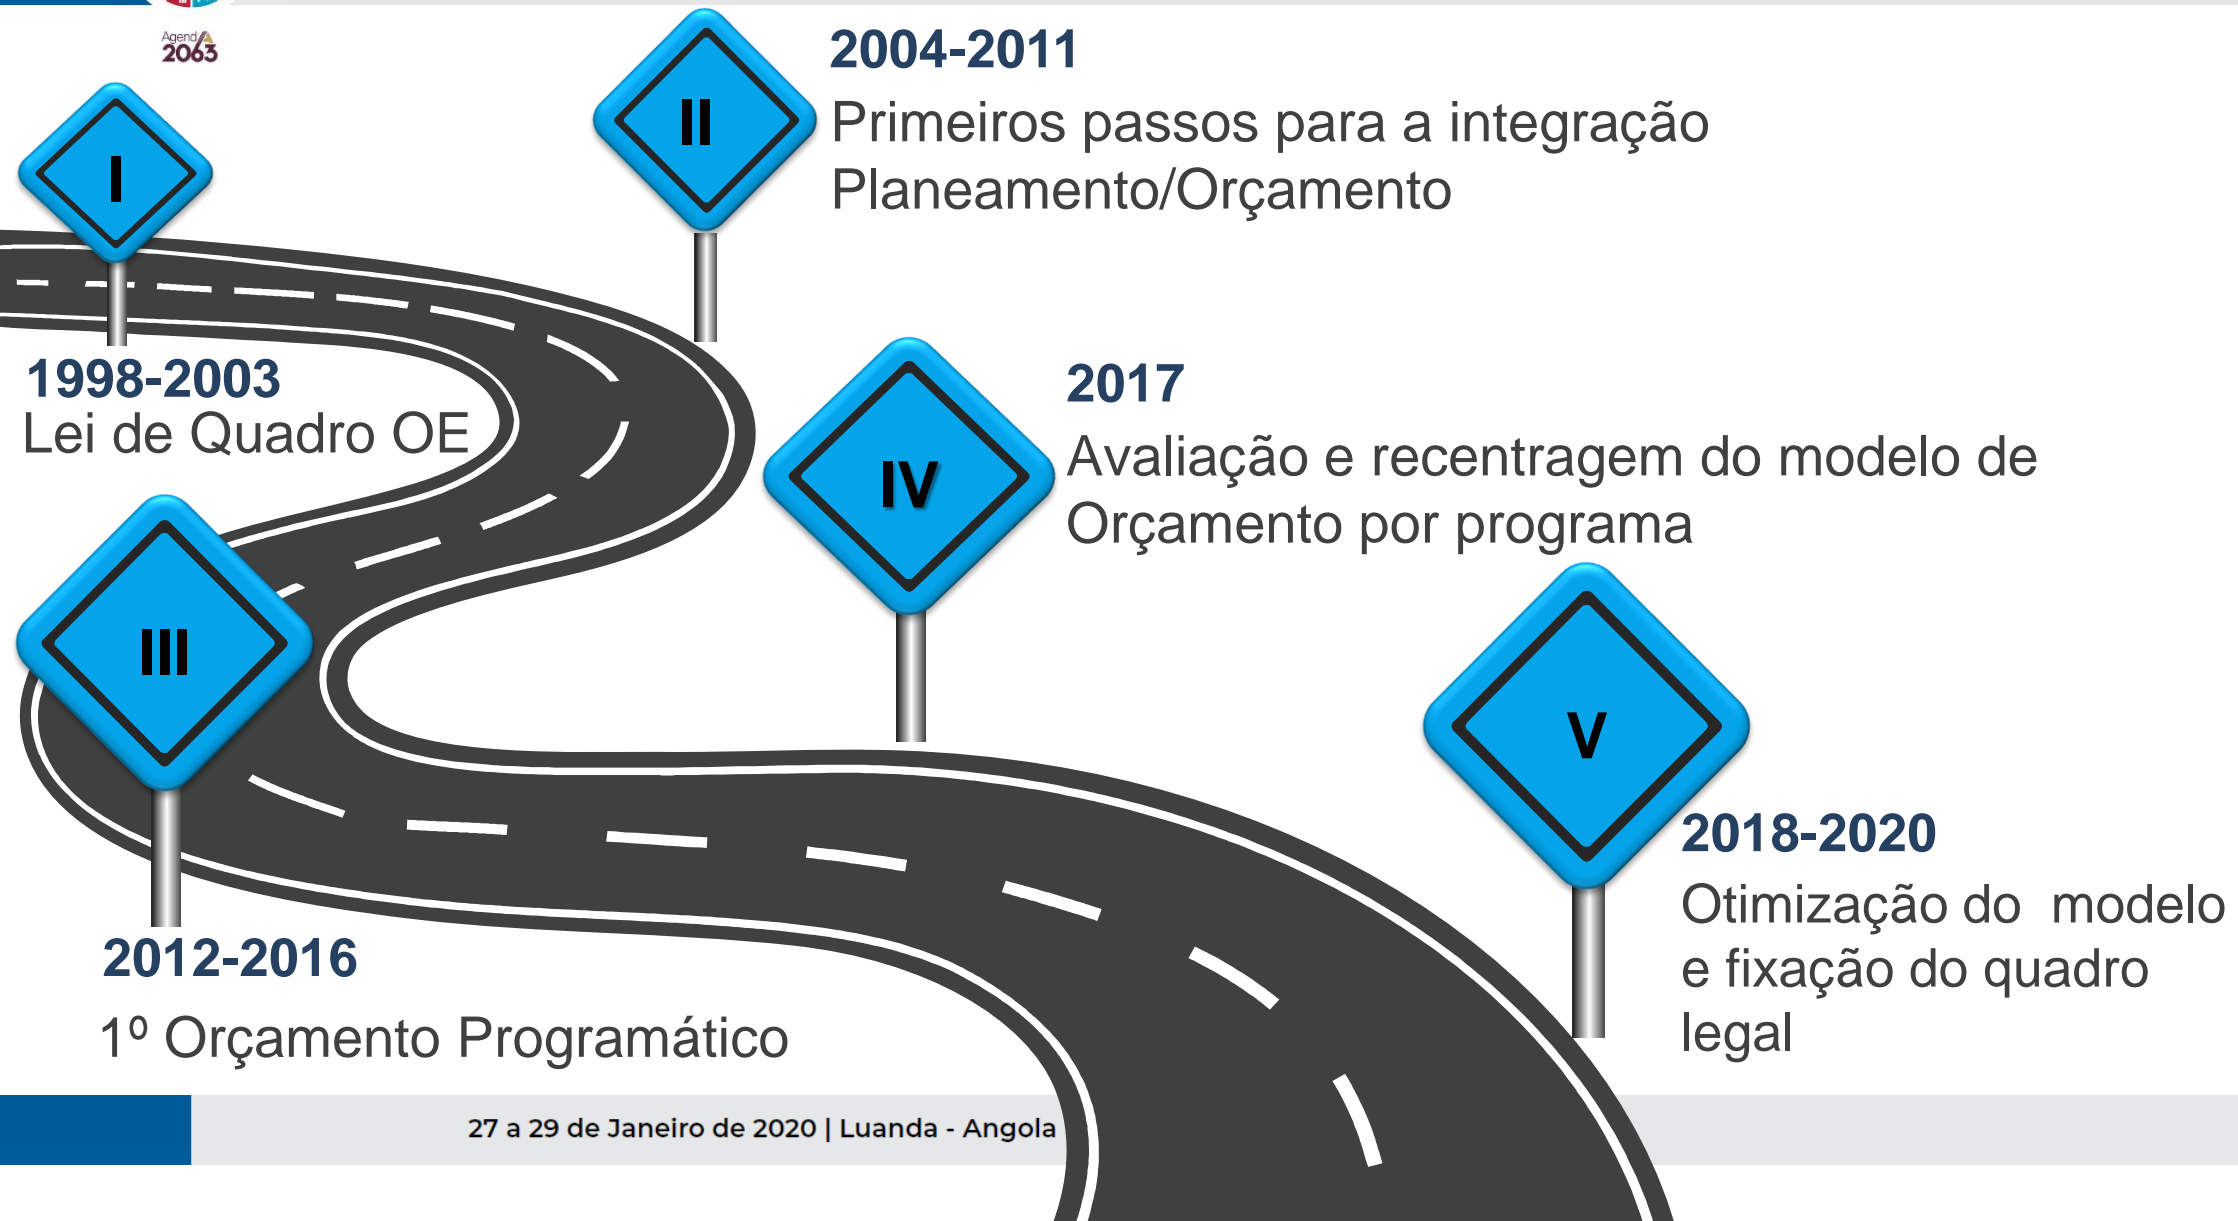 Agenda
2063
I
1998-2003
Lei de Quadro OE
II
2004-2011
Primeiros passos para a integração
Planeamento/Orçamento
III
2012-2016
1º Orçamento Programático
IV
2017
Avaliação e recentragem do modelo de
Orçamento por programa
V
2018-2020
Otimização do  modelo
e fixação do quadro
legal
27 a 29 de Janeiro de 2020 | Luanda - Angola